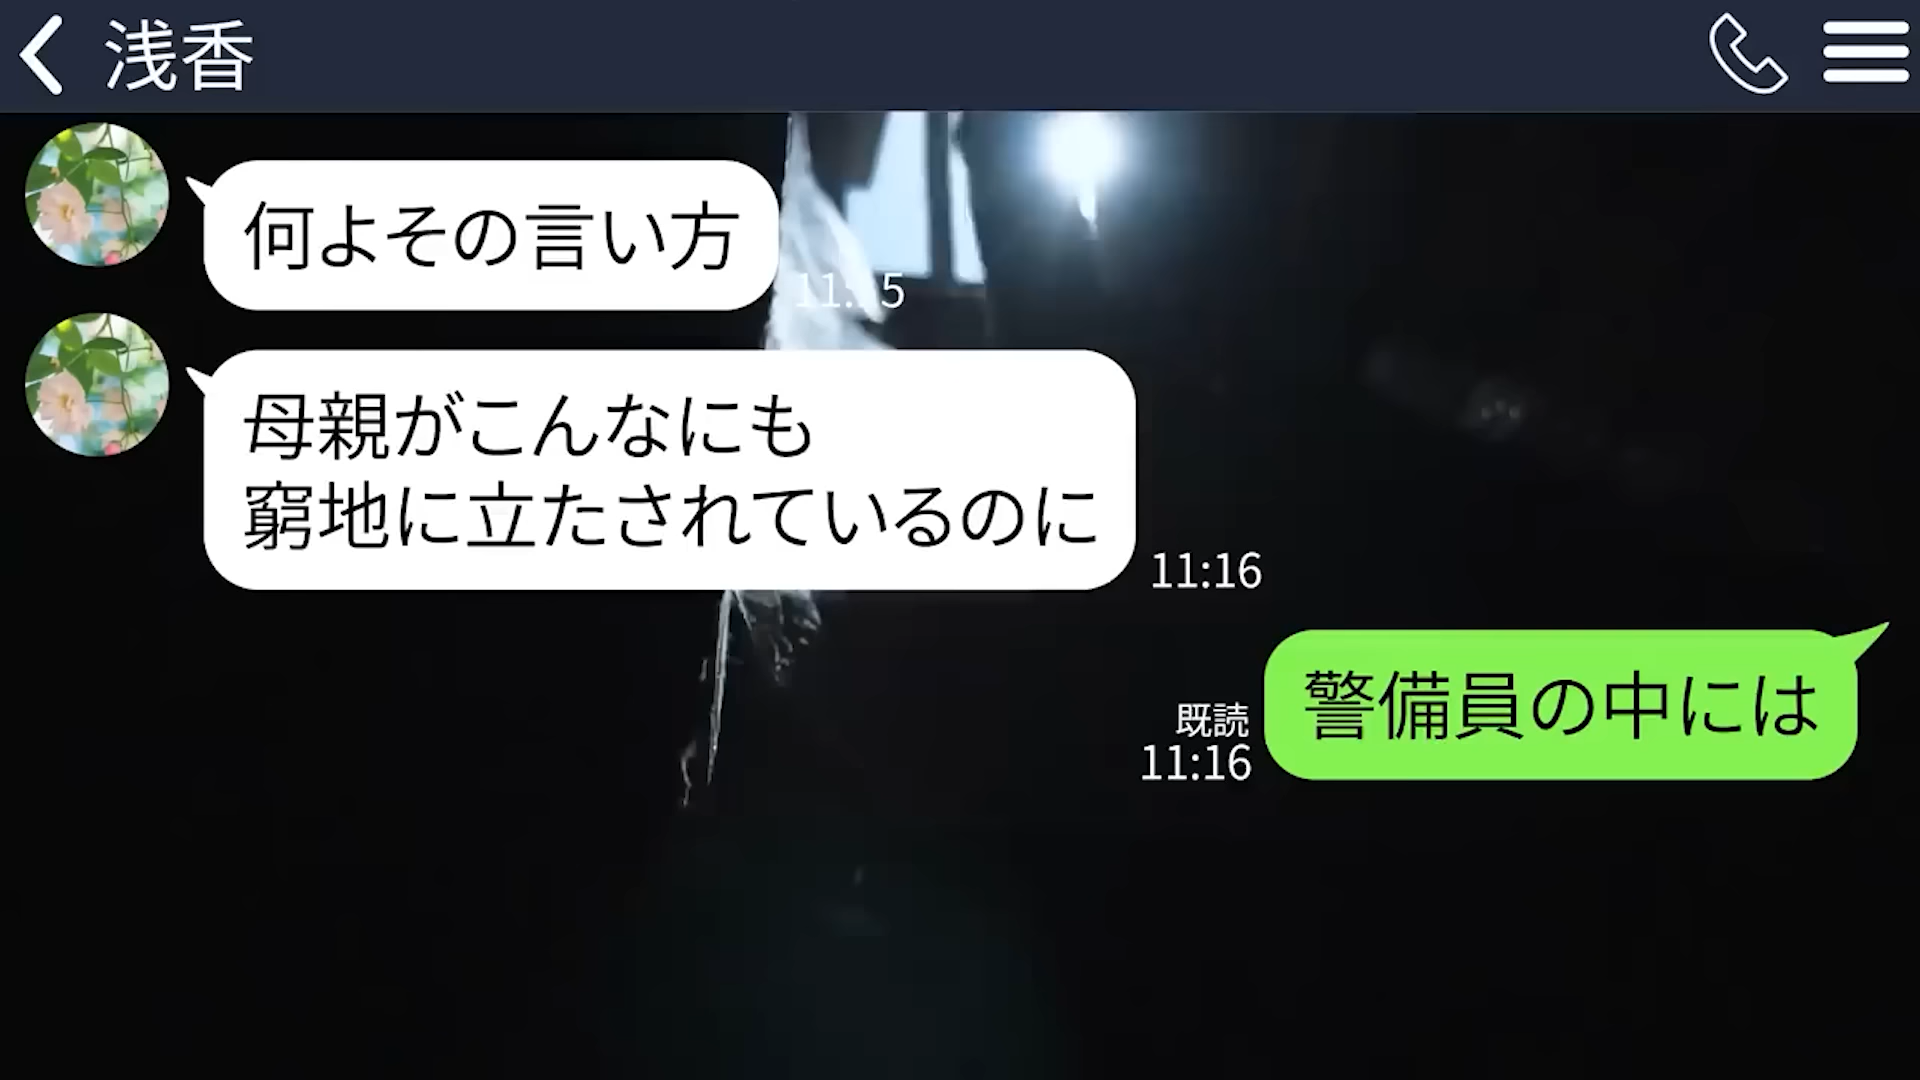 浅香
何よその言い方
母親がこんなにも
窮地に立たされているのに
11:16
警備員の中には
既読
11:16